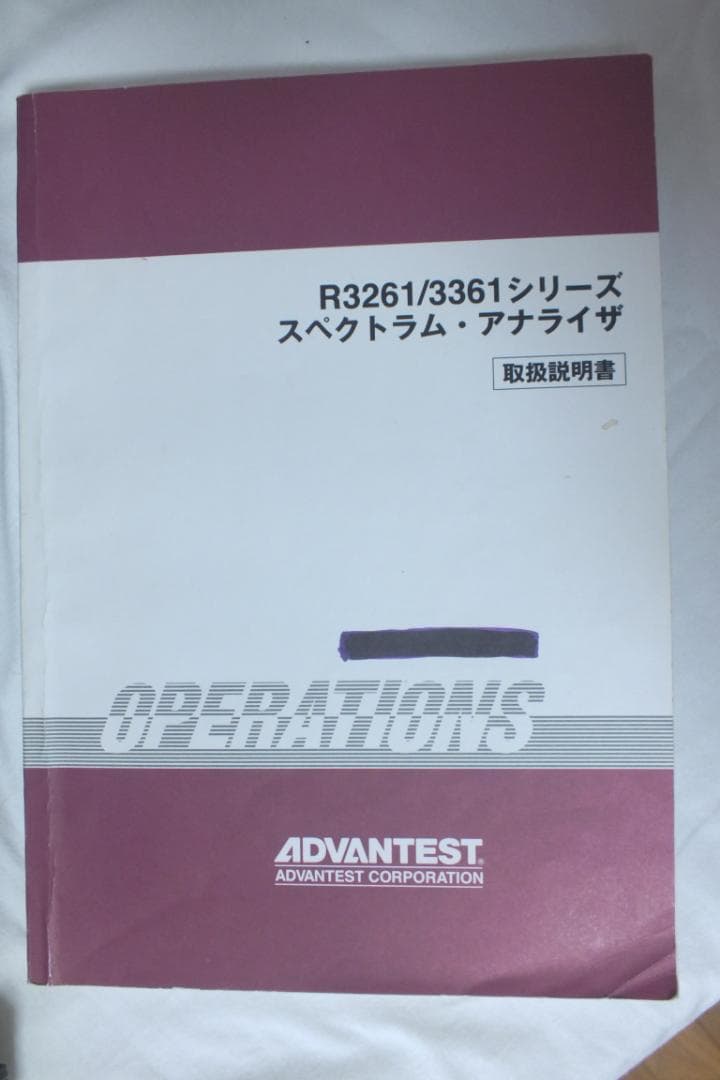 R3261/3361シリーズ
スペクトラム・アナライザ
取扱説明書
OPERATIONS
ADVANTEST®
ADVANTEST CORPORATION